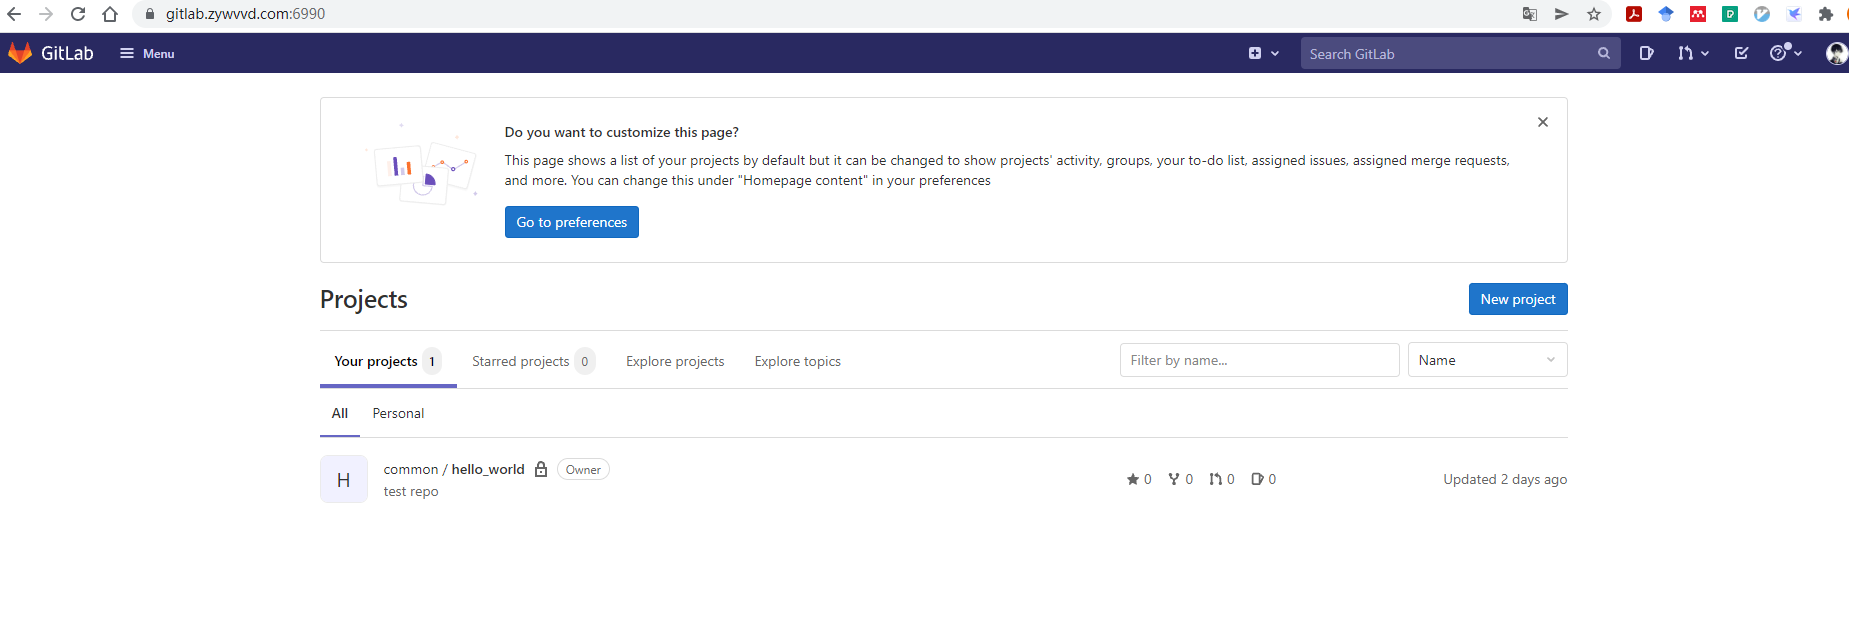 gitlab.zywvvd.com:6990
GitLab Menu Search GitLab
Do you want to customize this page?
This page shows a list of your projects by default but it can be changed to show projects' activity, groups, your to-do list, assigned issues, assigned merge requests,
and more. You can change this under "Homepage content" in your preferences
Go to preferences
Projects New project
Your projects 1 Starred projects 0 Explore projects Explore topics Filter by name... Name
All Personal
H common / hello_world Owner
test repo
0 0 0 0 Updated 2 days ago